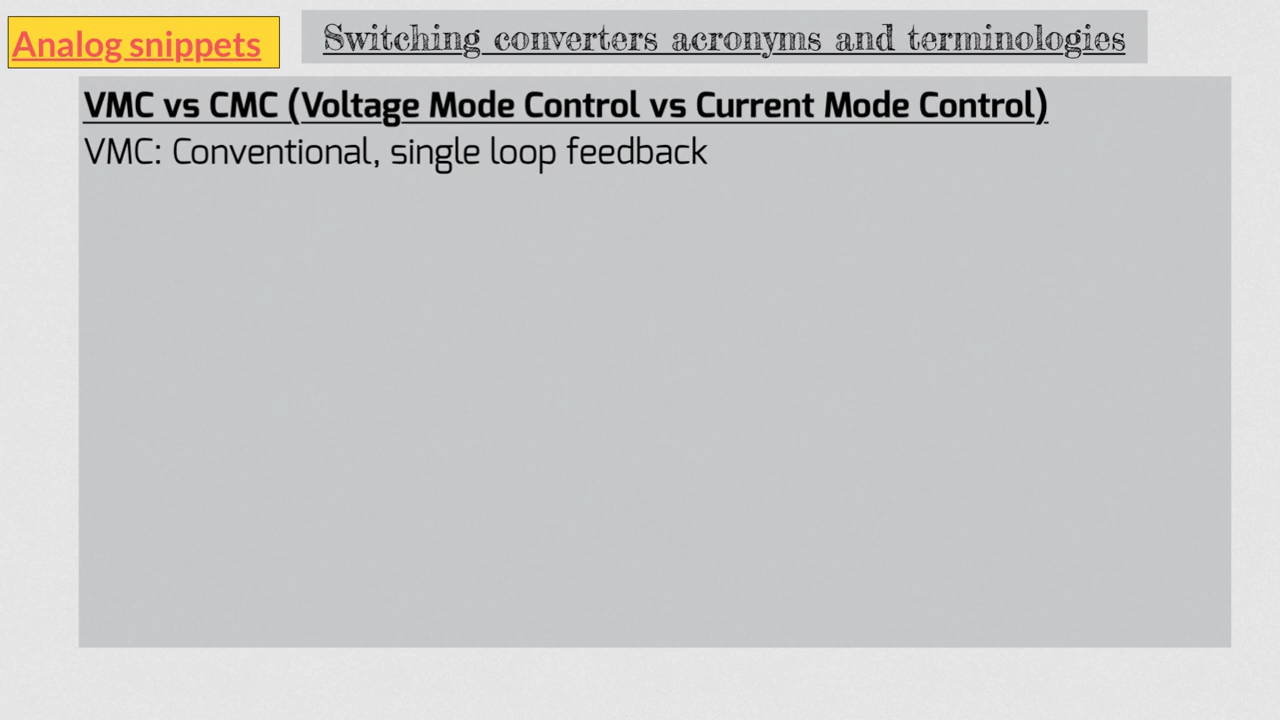 Analog snippets
Switching converters acronyms and terminologies
VMC vs CMC (Voltage Mode Control vs Current Mode Control)
VMC: Conventional, single loop feedback